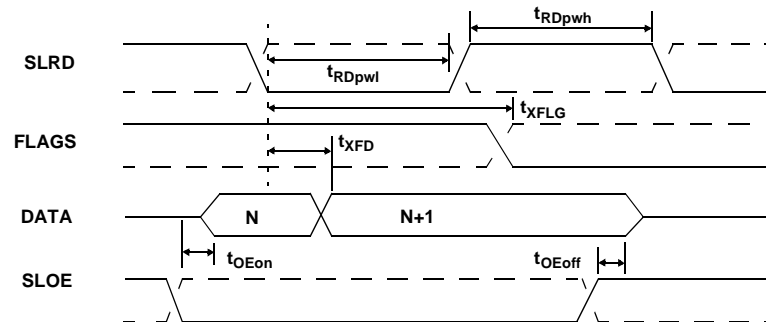 tRDpwh
SLRD
tRDpwl
tXFLG
FLAGS
tXFD
DATA
N
N+1
tOEon
tOEoff
SLOE